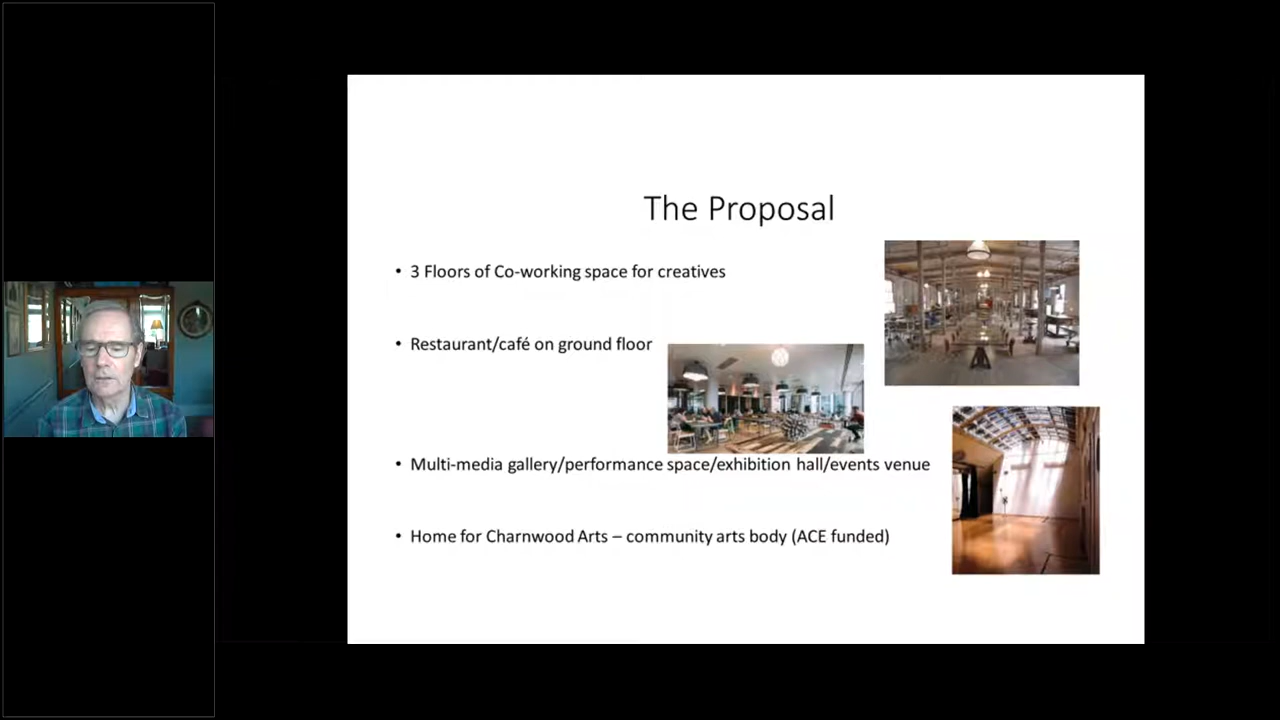 The Proposal
• 3 Floors of Co-working space for creatives
• Restaurant/café on ground floor
• Multi-media gallery/performance space/exhibition hall/events venue
• Home for Charnwood Arts – community arts body (ACE funded)